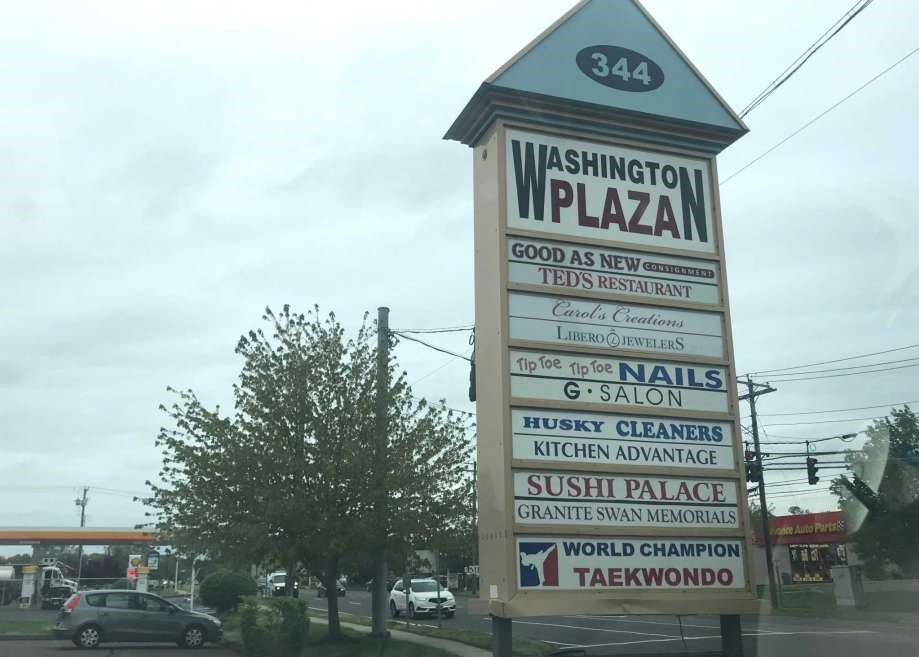 344
WASHINGTON
PLAZA
GOOD AS NEW CONSIGNMENT
TED'S RESTAURANT
Carol's Creations
LIBERO JEWELERS
Tip Toe Tip Toe NAILS
G · SALON
HUSKY CLEANERS
KITCHEN ADVANTAGE
SUSHI PALACE
GRANITE SWAN MEMORIALS
WORLD CHAMPION
TAEKWONDO
Auto Parts